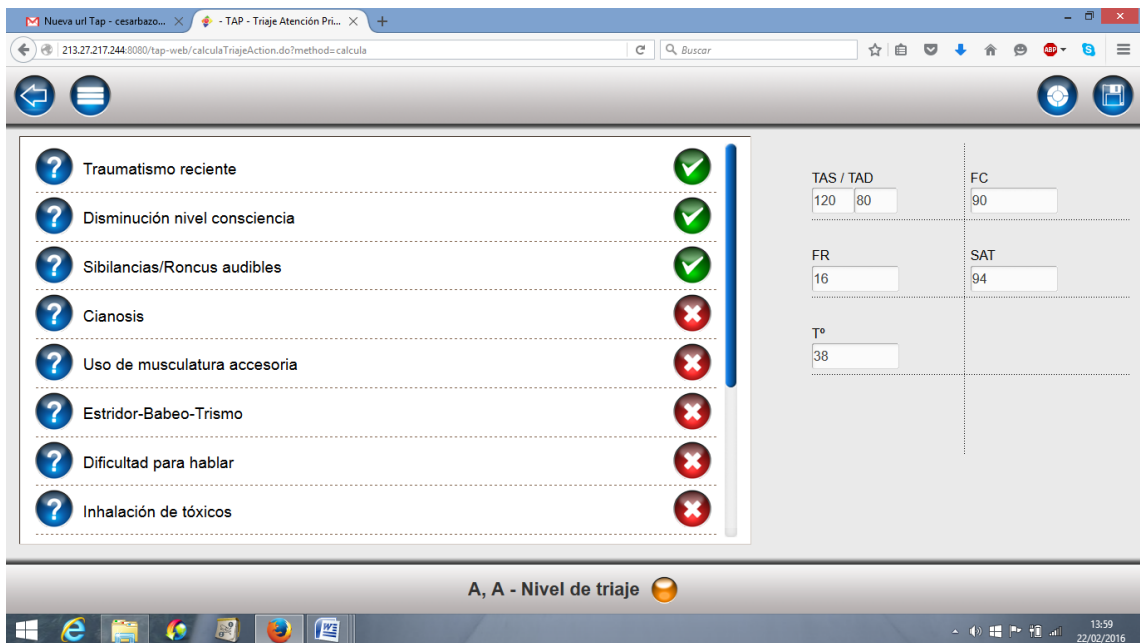 Nueva url Tap - cesarbazo...
- TAP - Triaje Atención Pri...
213.27.217.244:8080/tap-web/calculaTriajeAction.do?method=calcula
Buscar
ABP
S
Traumatismo reciente
Disminución nivel consciencia
Sibilancias/Roncus audibles
Cianosis
Uso de musculatura accesoria
Estridor-Babeo-Trismo
Dificultad para hablar
Inhalación de tóxicos
TAS / TAD
FC
120 80
90
FR
SAT
16
94
Tº
38
A, A - Nivel de triaje
13:59
22/02/2016